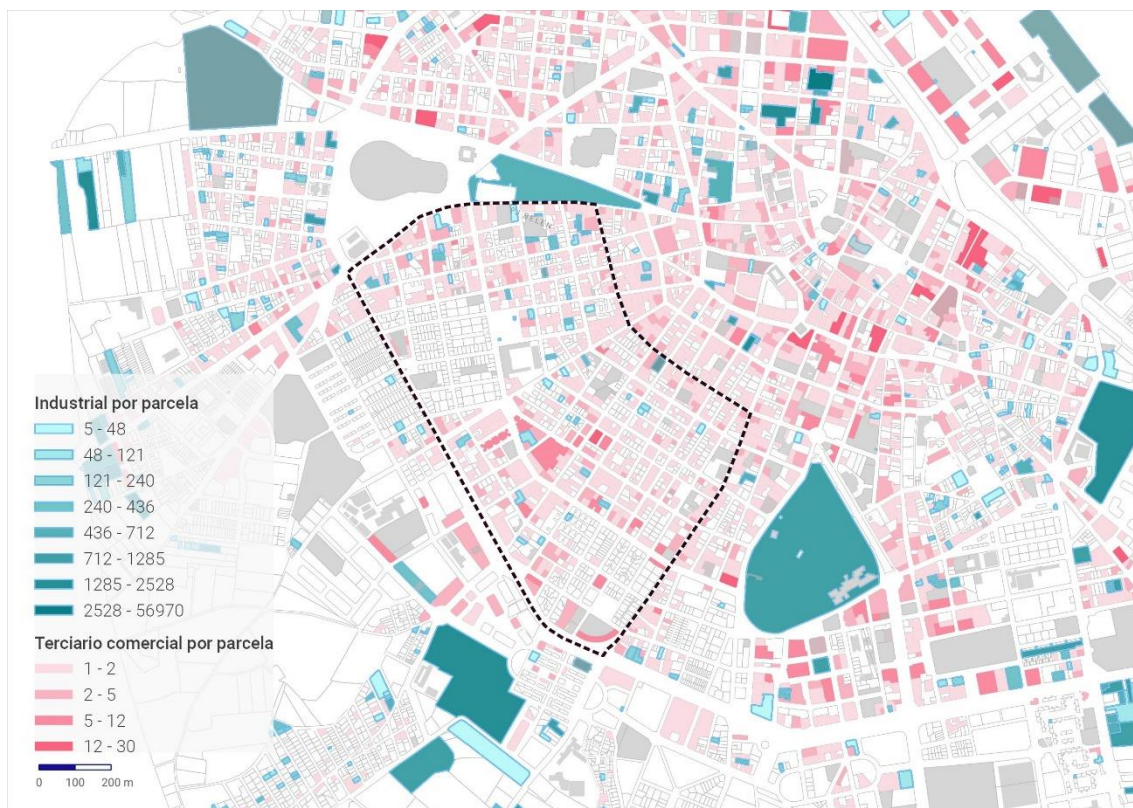 BELEN
Industrial por parcela
5 - 48
48 - 121
121 - 240
240 - 436
436 - 712
712 - 1285
1285 - 2528
2528 - 56970
Terciario comercial por parcela
1 - 2
2 - 5
5 - 12
12 - 30
0 100 200 m